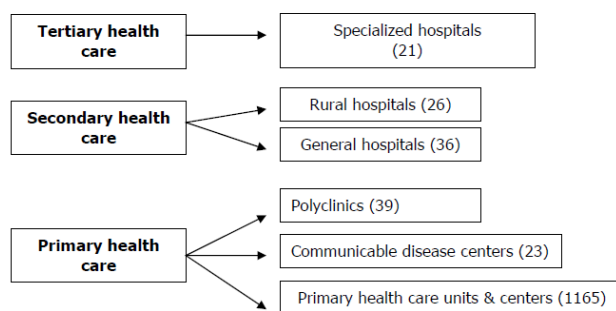 Tertiary health
care
Specialized hospitals
(21)
Secondary health
care
Rural hospitals (26)
General hospitals (36)
Primary health
care
Polyclinics (39)
Communicable disease centers (23)
Primary health care units & centers (1165)